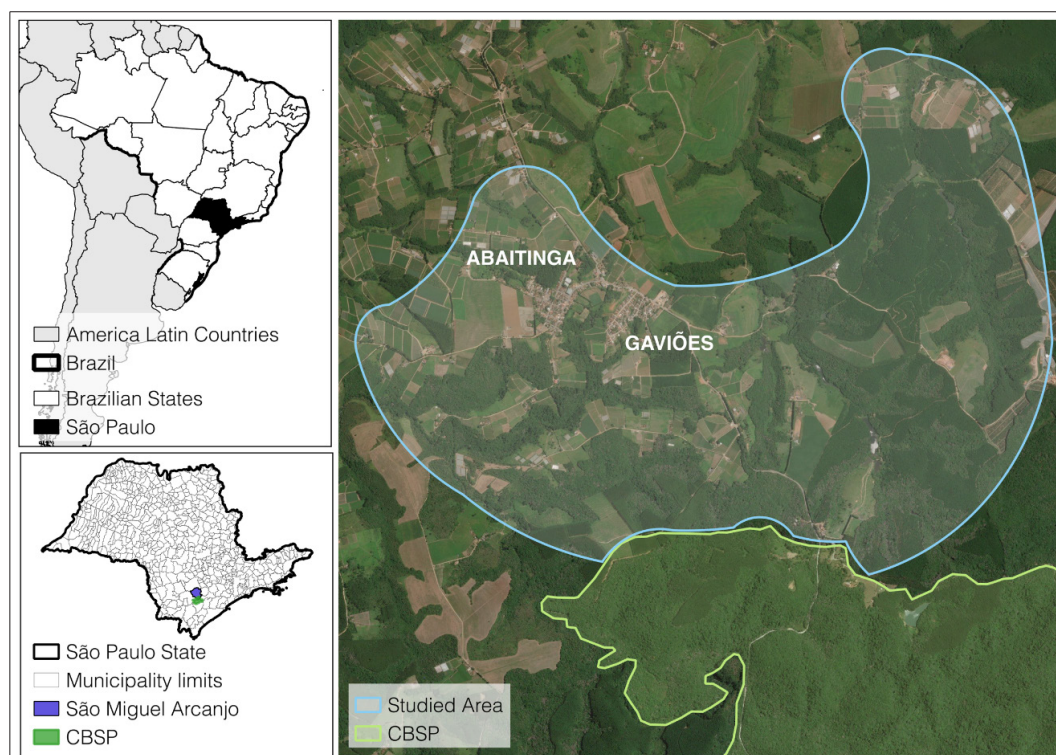 America Latin Countries
Brazil
Brazilian States
São Paulo
São Paulo State
Municipality limits
São Miguel Arcanjo
CBSP
ABAITINGA
GAVIÕES
Studied Area
CBSP